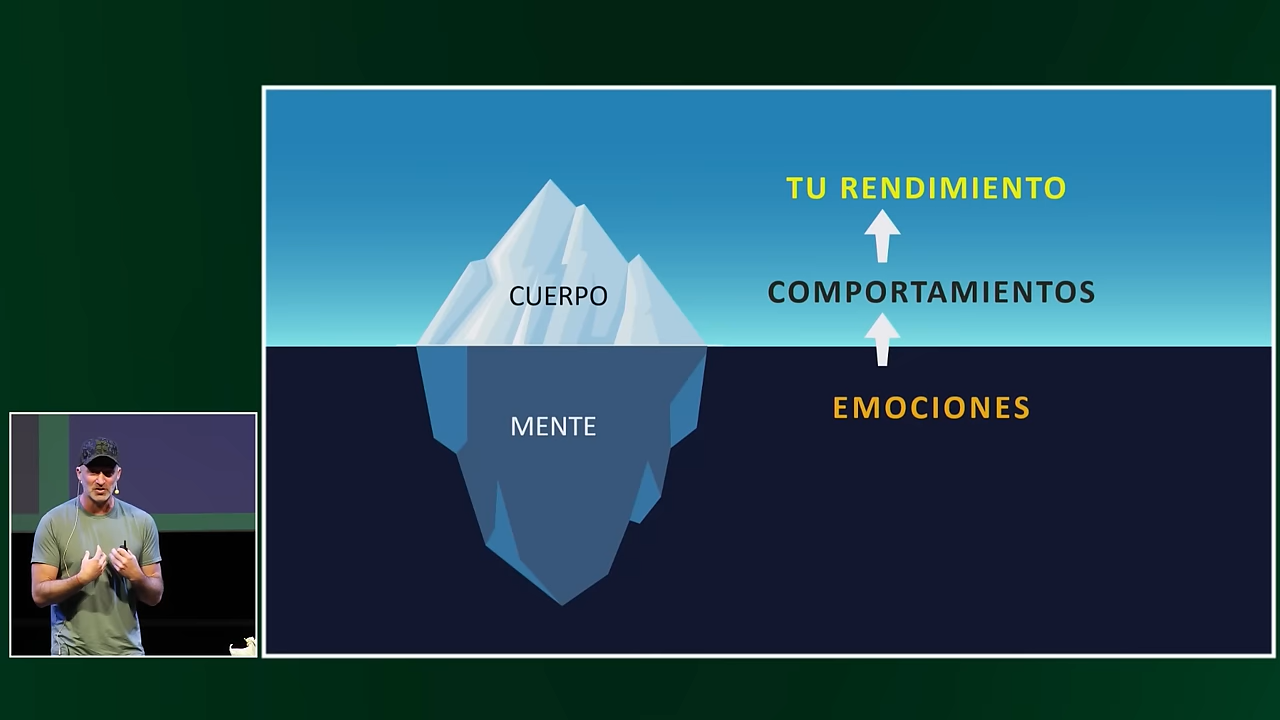 TU RENDIMIENTO
COMPORTAMIENTOS
CUERPO
EMOCIONES
MENTE